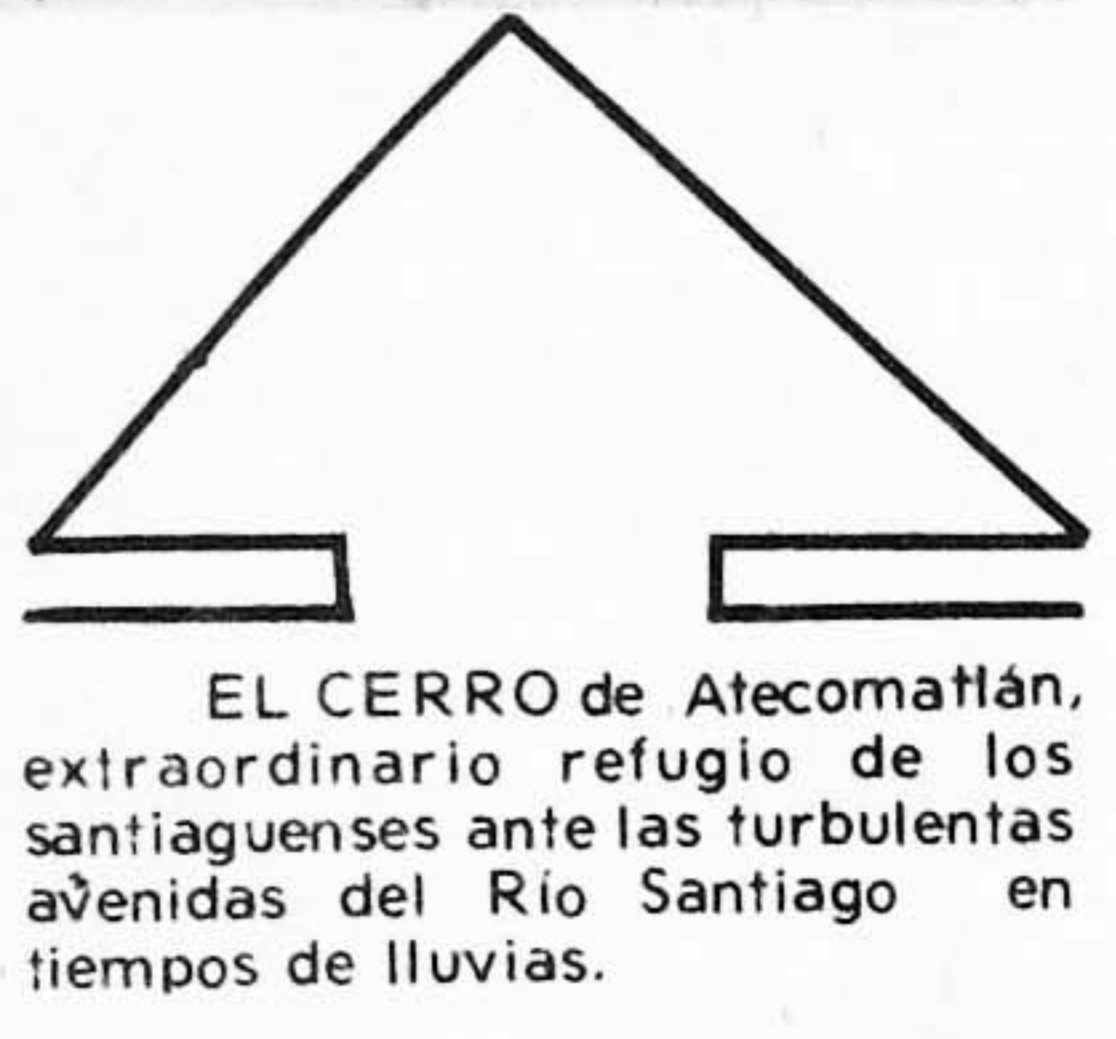 EL CERRO de Atecomatlán,
extraordinario refugio de los
santiaguenses ante las turbulentas
avenidas del Río Santiago en
tiempos de lluvias.